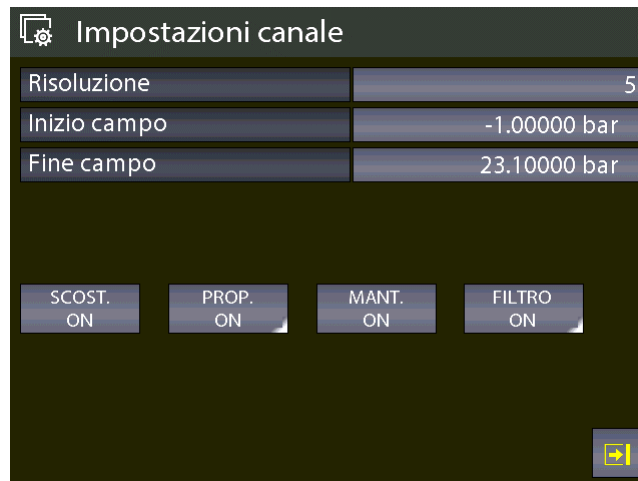 Impostazioni canale
Risoluzione 5
Inizio campo -1.00000 bar
Fine campo 23.10000 bar
SCOST. PROP. MANT. FILTRO
ON ON ON ON